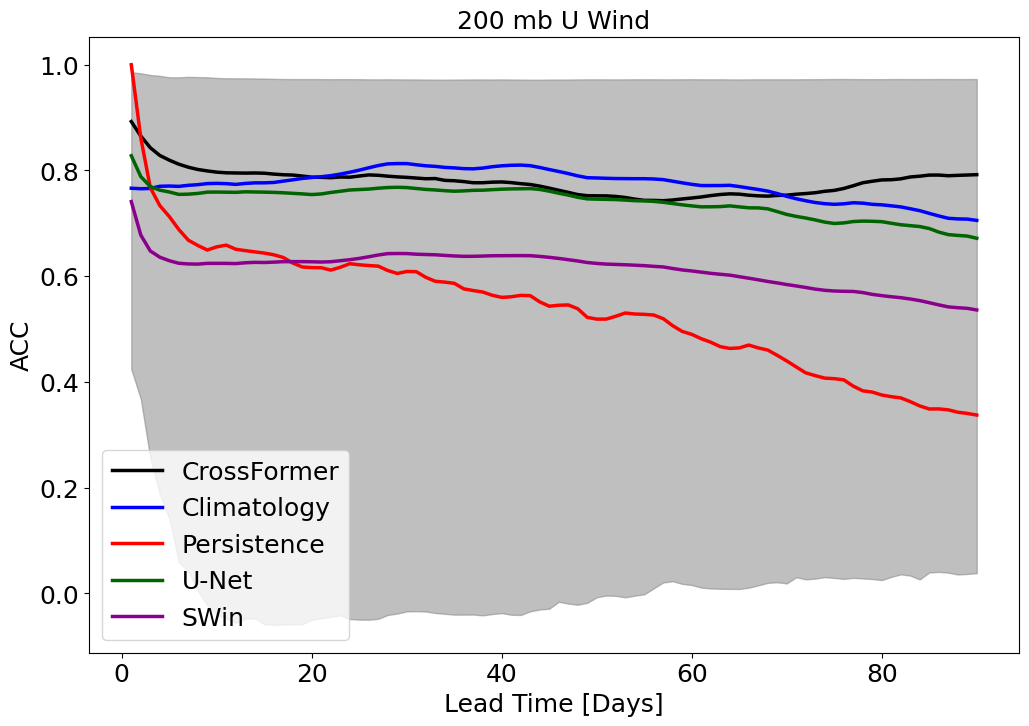 200 mb U Wind
ACC
1.0
0.8
0.6
0.4
0.2
0.0
CrossFormer
Climatology
Persistence
U-Net
SWin
0 20 40 60 80
Lead Time [Days]